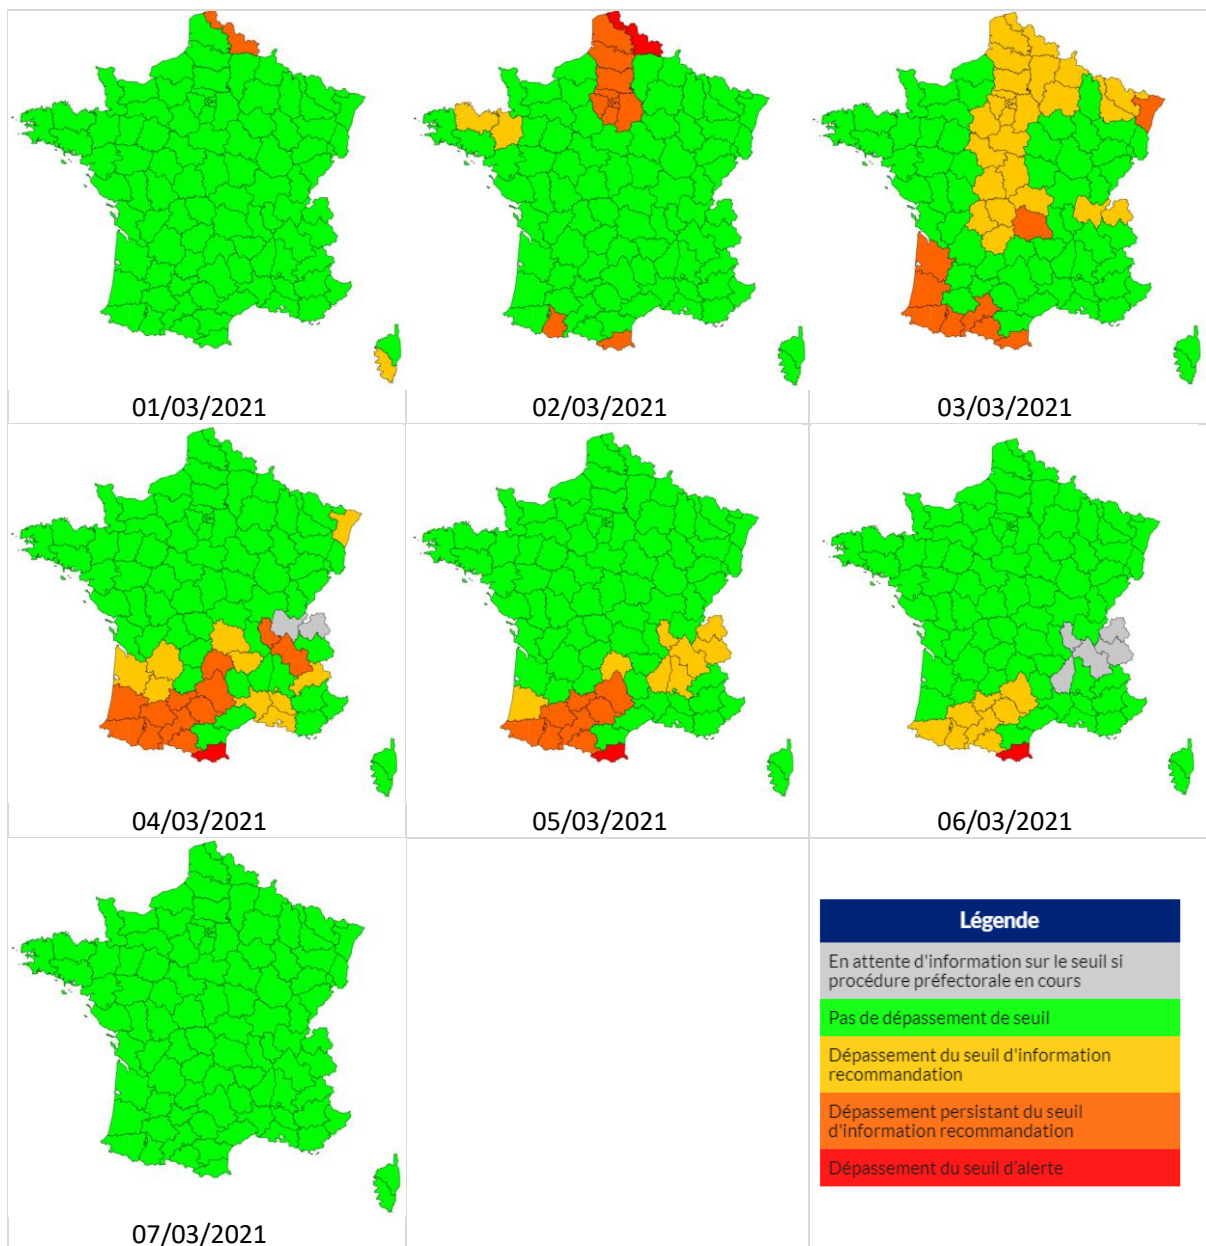 01/03/2021
02/03/2021
03/03/2021
04/03/2021
05/03/2021
06/03/2021
07/03/2021
Légende
En attente d'information sur le seuil si
procédure préfectorale en cours
Pas de dépassement de seuil
Dépassement du seuil d'information
recommandation
Dépassement persistant du seuil
d'information recommandation
Dépassement du seuil d'alerte